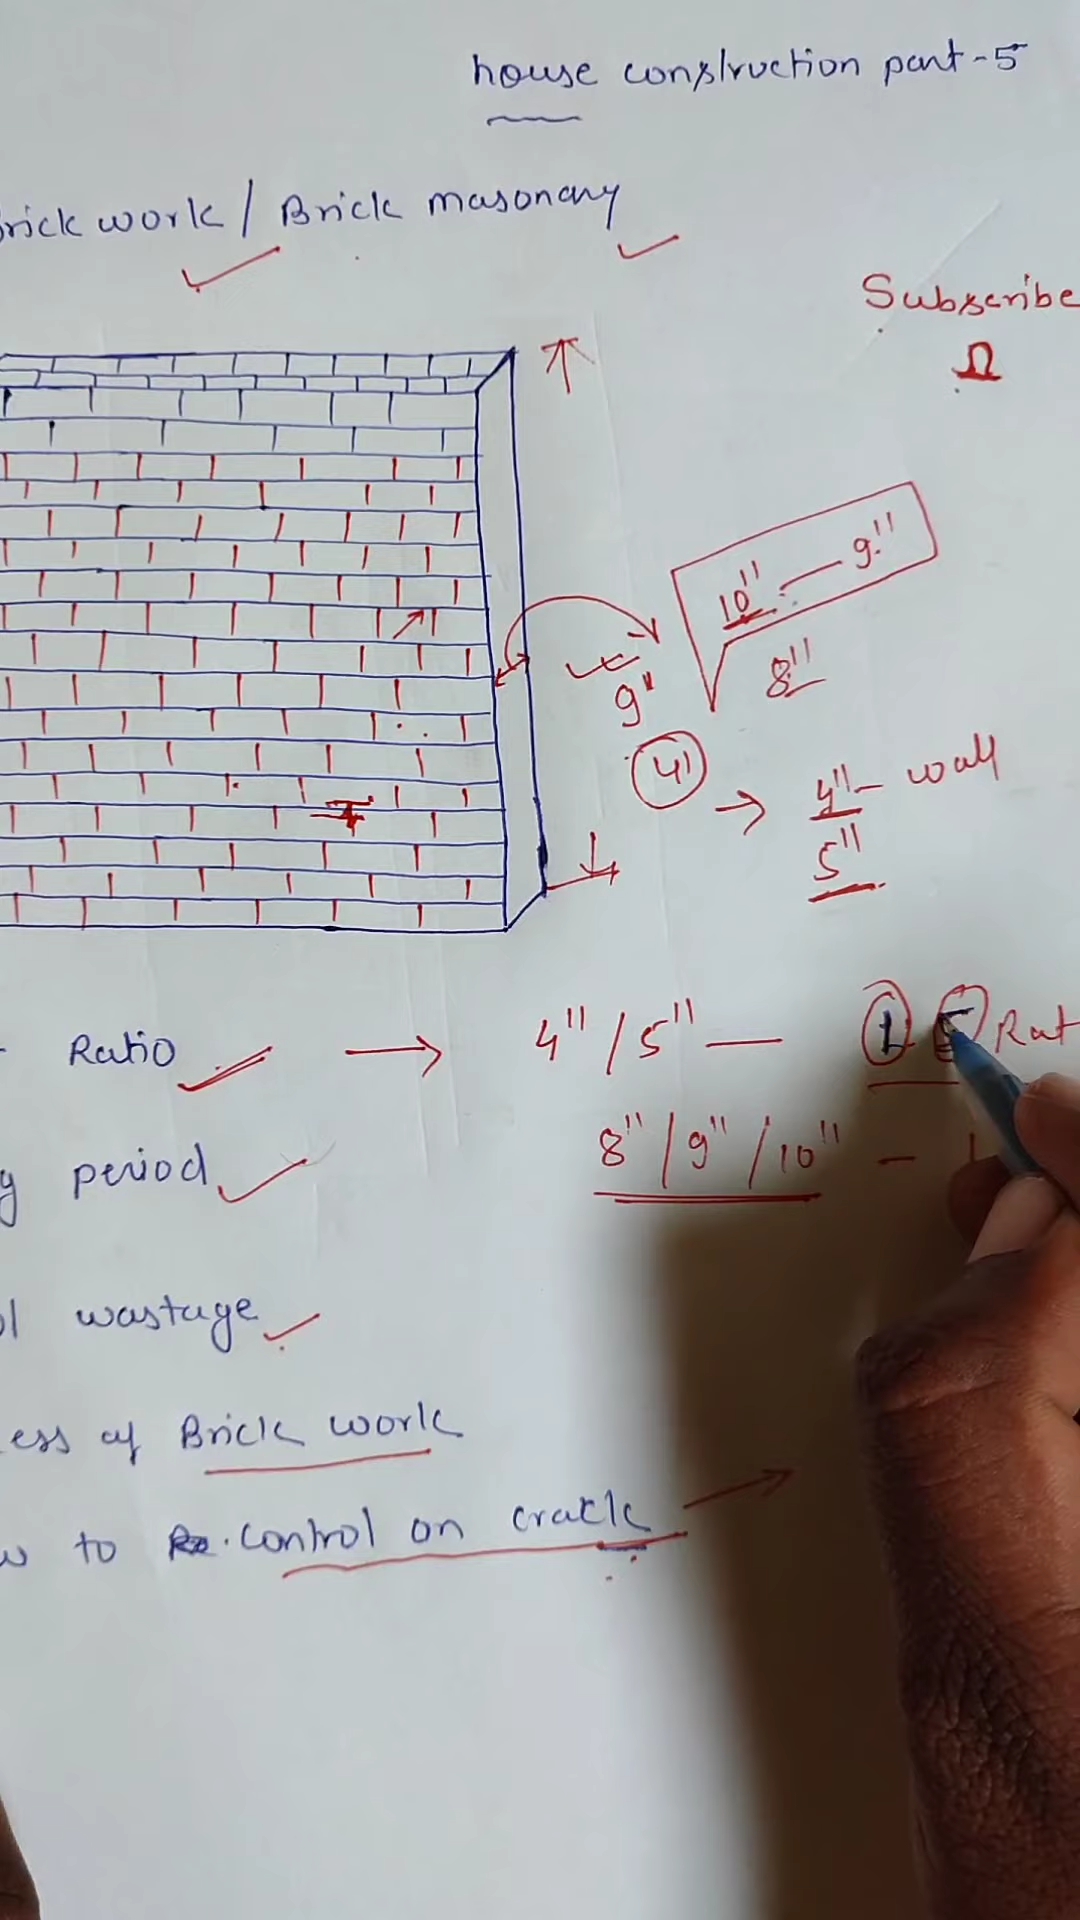 house construction part-5
rick work / Brick masonary
Subscribe
10" — 9"
8"
9"
4'
4" - wall
5"
Ratio → 4" / 5" — 1 5 Rat
period 8" / 9" / 10" -
wastage
ess of Brick work
to control on crack